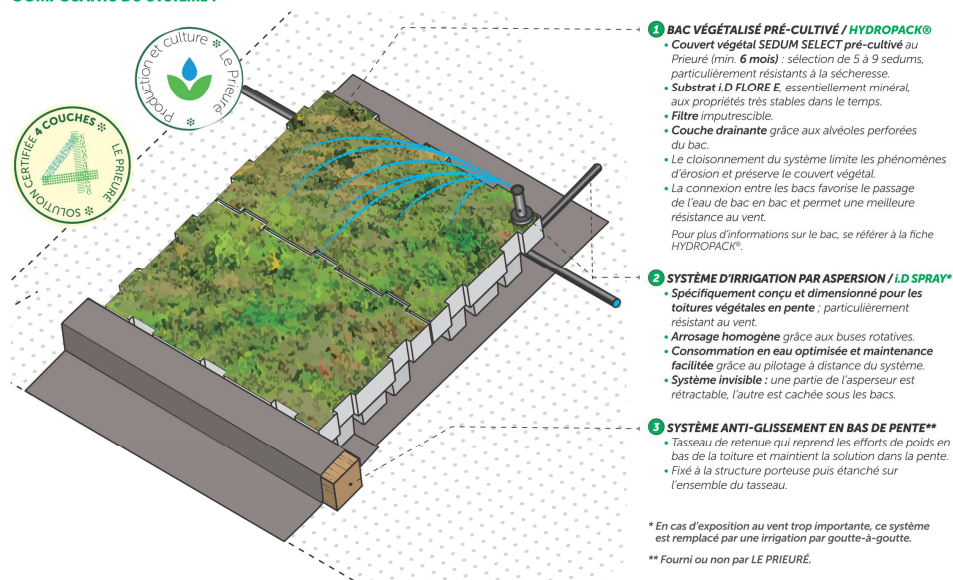 COMPOSANTS DU SYSTÈME :
Production et culture ❇ Le Prieuré ❇
SOLUTION CERTIFIÉE 4 COUCHES ❇ LE PRIEURÉ ❇
1 BAC VÉGÉTALISÉ PRÉ-CULTIVÉ / HYDROPACK®
• Couvert végétal SEDUM SELECT pré-cultivé au
Prieuré (min. 6 mois) : sélection de 5 à 9 sedums,
particulièrement résistants à la sécheresse.
• Substrat i.D FLORE E, essentiellement minéral,
aux propriétés très stables dans le temps.
• Filtre imputrescible.
• Couche drainante grâce aux alvéoles perforées
du bac.
• Le cloisonnement du système limite les phénomènes
d’érosion et préserve le couvert végétal.
• La connexion entre les bacs favorise le passage
de l’eau de bac en bac et permet une meilleure
résistance au vent.
Pour plus d’informations sur le bac, se référer à la fiche
HYDROPACK®.
2 SYSTÈME D’IRRIGATION PAR ASPERSION / i.D SPRAY*
• Spécifiquement conçu et dimensionné pour les
toitures végétales en pente ; particulièrement
résistant au vent.
• Arrosage homogène grâce aux buses rotatives.
• Consommation en eau optimisée et maintenance
facilitée grâce au pilotage à distance du système.
• Système invisible : une partie de l’asperseur est
rétractable, l’autre est cachée sous les bacs.
3 SYSTÈME ANTI-GLISSEMENT EN BAS DE PENTE**
• Tasseau de retenue qui reprend les efforts de poids en
bas de la toiture et maintient la solution dans la pente.
• Fixé à la structure porteuse puis étanché sur
l’ensemble du tasseau.
* En cas d’exposition au vent trop importante, ce système
est remplacé par une irrigation par goutte-à-goutte.
** Fourni ou non par LE PRIEURÉ.